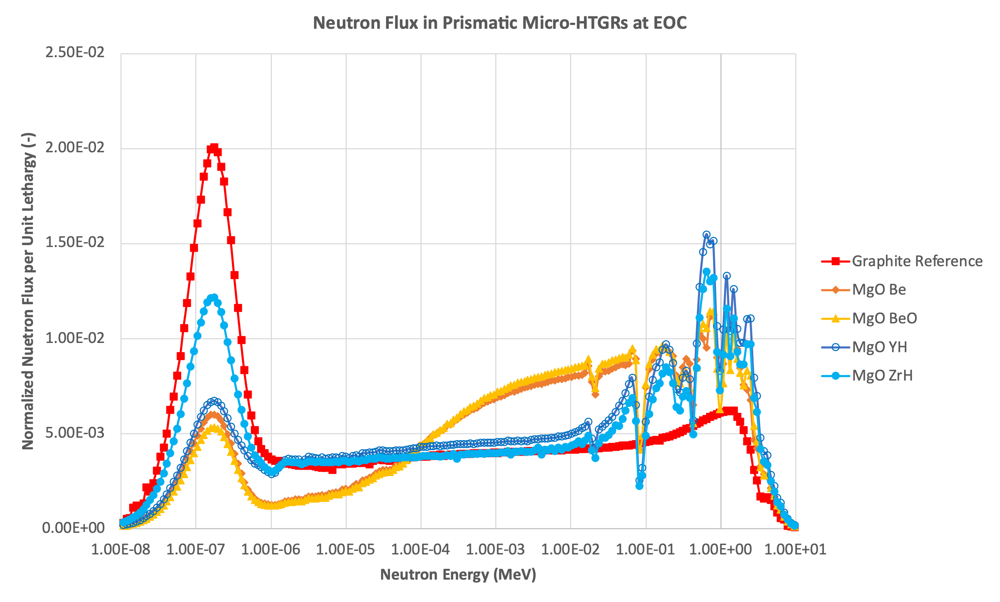 Neutron Flux in Prismatic Micro-HTGRs at EOC
Normalized Nuetron Flux per Unit Lethargy (-)
2.50E-02
2.00E-02
1.50E-02
1.00E-02
5.00E-03
0.00E+00
1.00E-08 1.00E-07 1.00E-06 1.00E-05 1.00E-04 1.00E-03 1.00E-02 1.00E-01 1.00E+00 1.00E+01
Neutron Energy (MeV)
Graphite Reference
MgO Be
MgO BeO
MgO YH
MgO ZrH